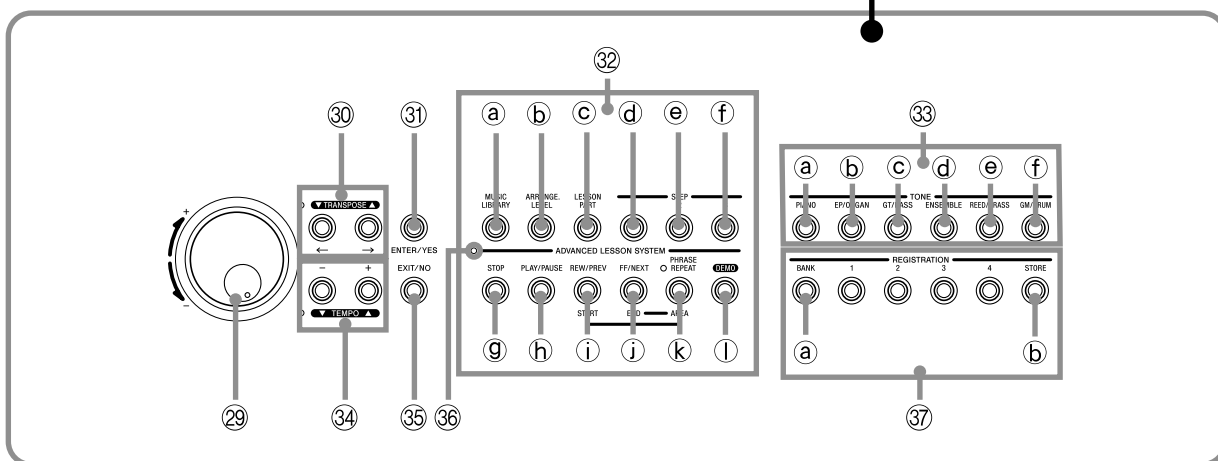 ㉜
㉚ ㉛ ⓐ ⓑ ⓒ ⓓ ⓔ ⓕ ㉝
ⓐ ⓑ ⓒ ⓓ ⓔ ⓕ
MUSIC LIBRARY ARRANGE. LEVEL LESSON PART STEP
TONE
▼ TRANSPOSE ▲
PIANO EP/ORGAN GT/BASS ENSEMBLE REED/BRASS GM/DRUM
+
← → ENTER/YES
ADVANCED LESSON SYSTEM
REGISTRATION
− + EXIT/NO STOP PLAY/PAUSE REW/PREV FF/NEXT PHRASE REPEAT DEMO
BANK 1 2 3 4 STORE
−
▼ TEMPO ▲
START END AREA
ⓖ ⓗ ⓘ ⓙ ⓚ ⓛ ⓐ ⓑ
㉙ ㉞ ㉟ ㊱ ㊲